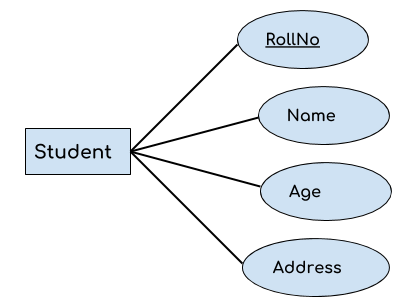 RollNo
Name
Student
Age
Address